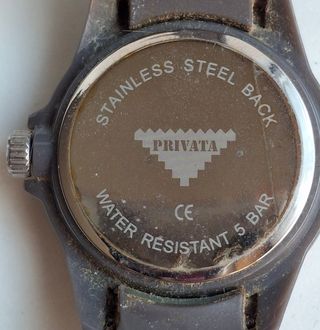 STAINLESS STEEL BACK
PRIVATA
CE
WATER RESISTANT 5 BAR